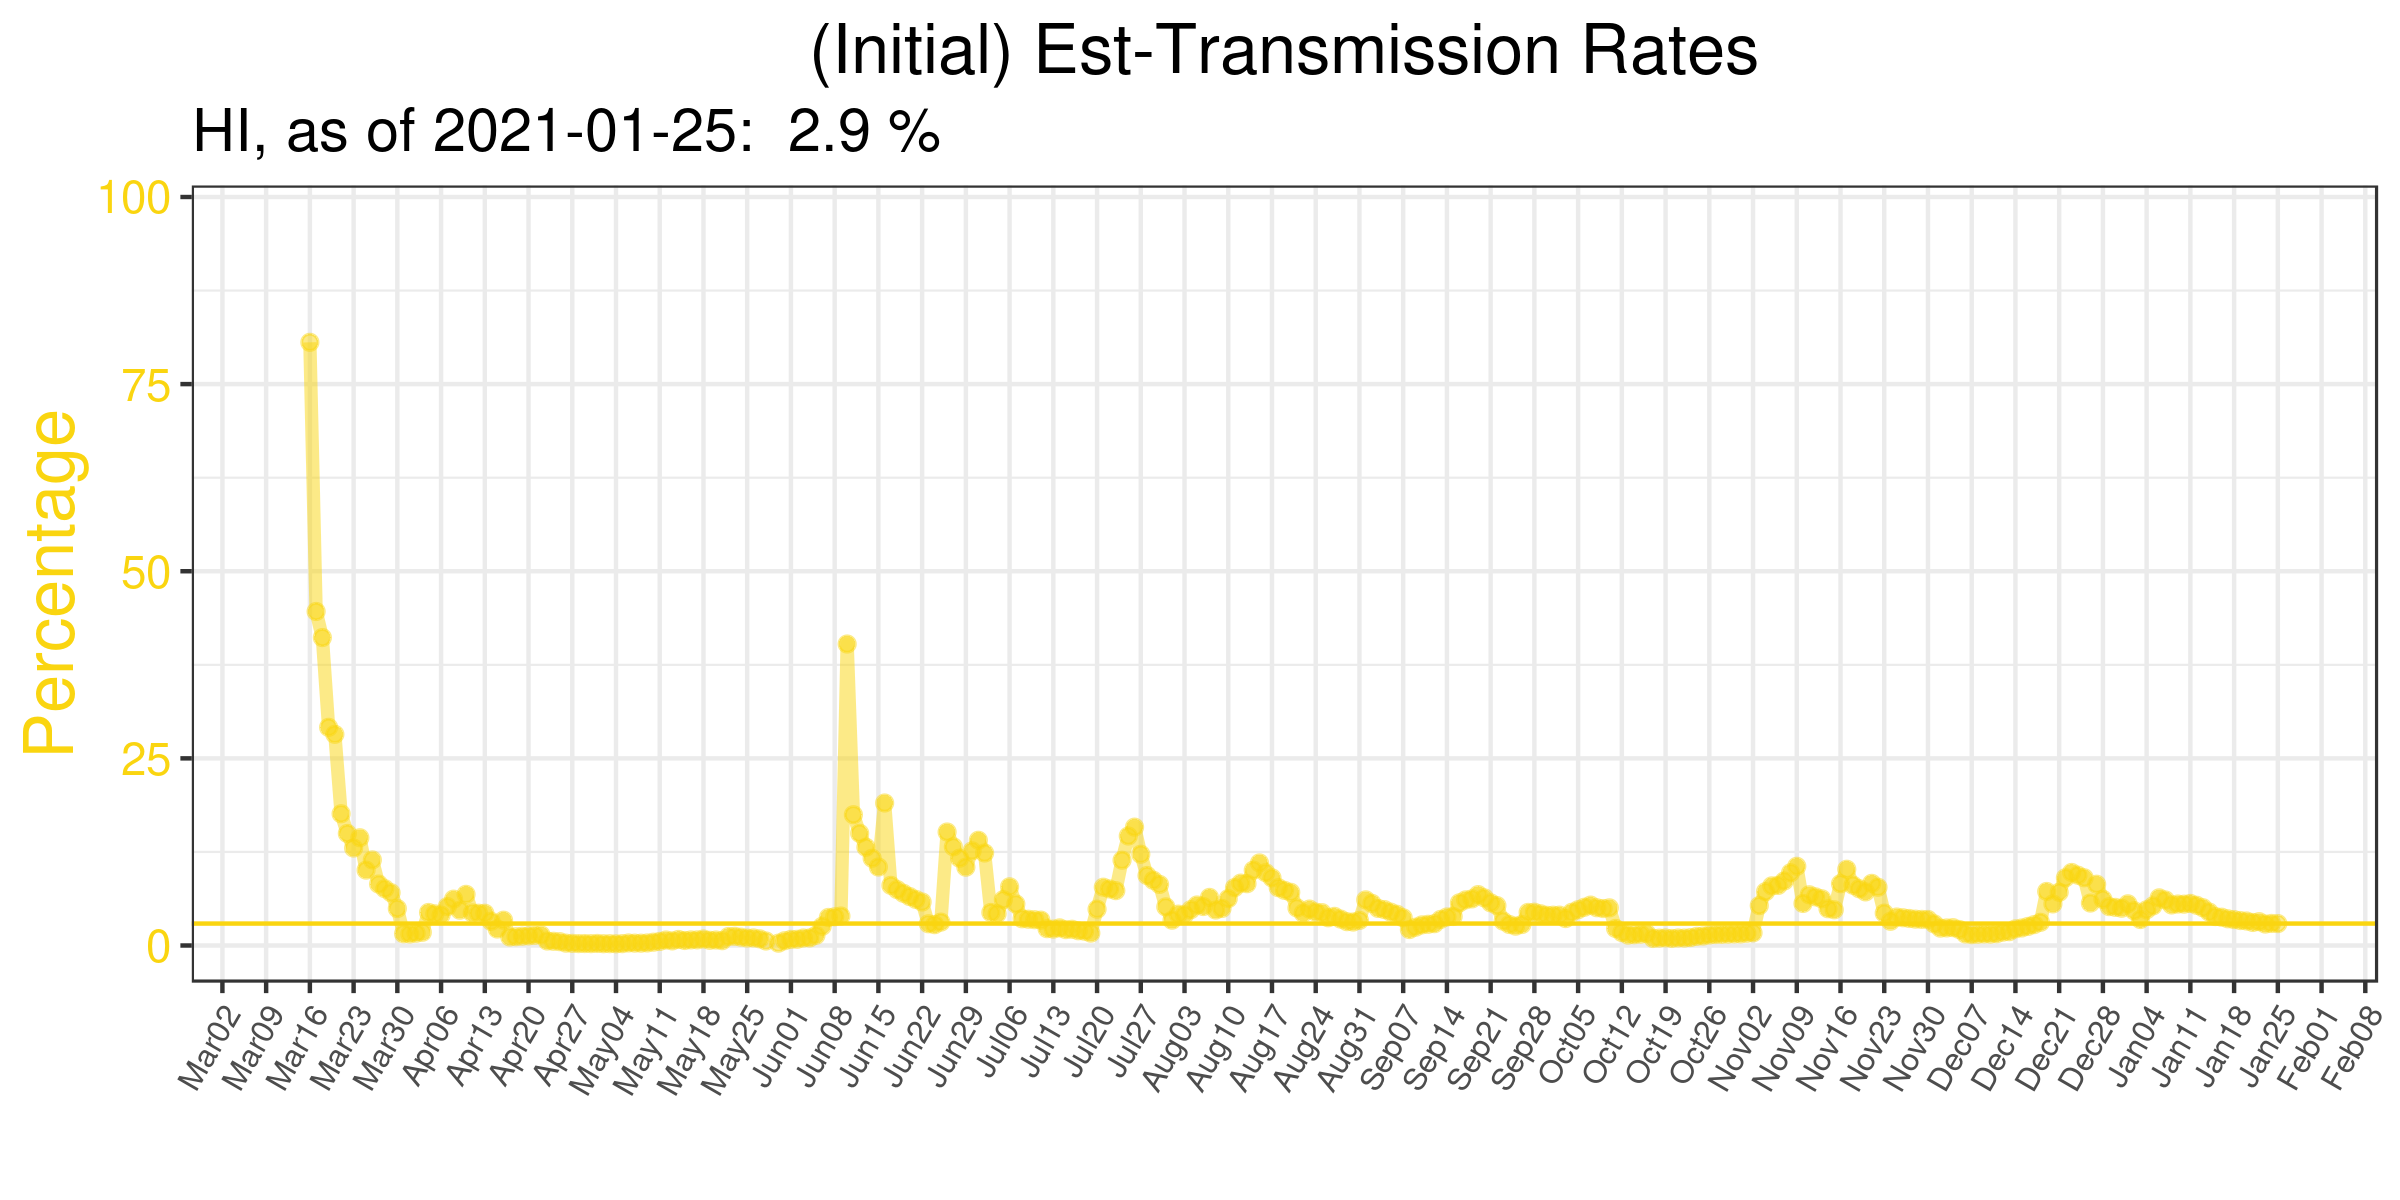 (Initial) Est-Transmission Rates
HI, as of 2021-01-25:  2.9 %
Percentage
100
75
50
25
0
Mar02 Mar09 Mar16 Mar23 Mar30 Apr06 Apr13 Apr20 Apr27 May04 May11 May18 May25 Jun01 Jun08 Jun15 Jun22 Jun29 Jul06 Jul13 Jul20 Jul27 Aug03 Aug10 Aug17 Aug24 Aug31 Sep07 Sep14 Sep21 Sep28 Oct05 Oct12 Oct19 Oct26 Nov02 Nov09 Nov16 Nov23 Nov30 Dec07 Dec14 Dec21 Dec28 Jan04 Jan11 Jan18 Jan25 Feb01 Feb08